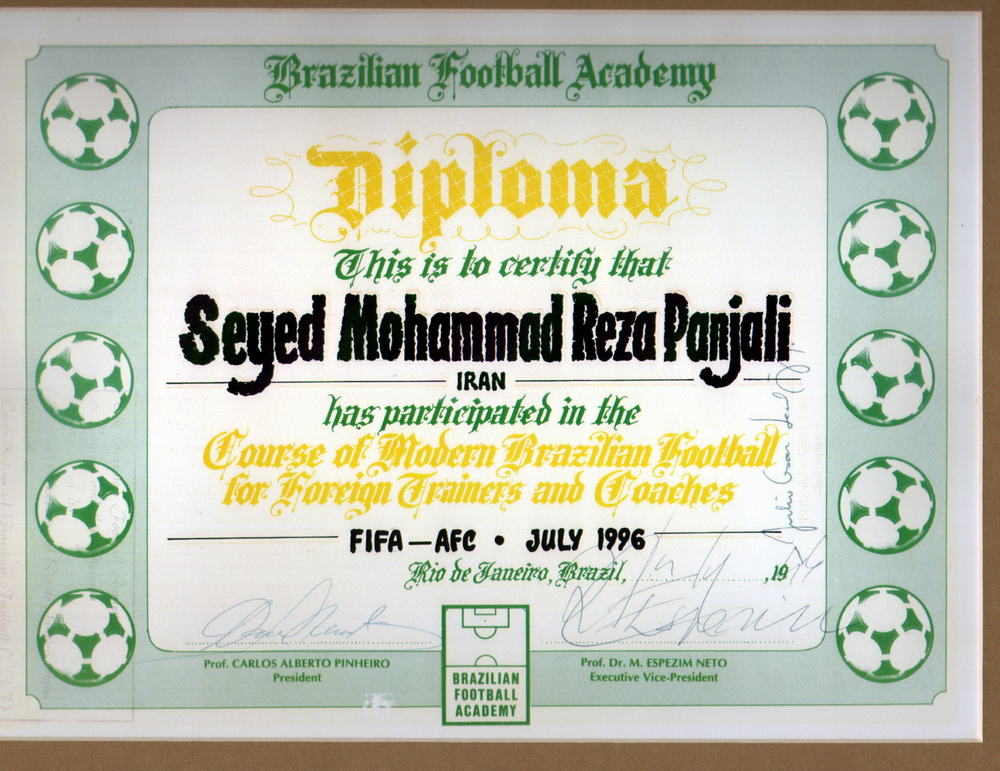 Brazilian Football Academy
Diploma
This is to certify that
Seyed Mohammad Reza Panjali
IRAN
has participated in the
Course of Modern Brazilian Football
for Foreign Trainers and Coaches
FIFA — AFC • JULY 1996
Rio de Janeiro, Brazil, , 19
Prof. CARLOS ALBERTO PINHEIRO
President
BRAZILIAN
FOOTBALL
ACADEMY
Prof. Dr. M. ESPEZIM NETO
Executive Vice-President